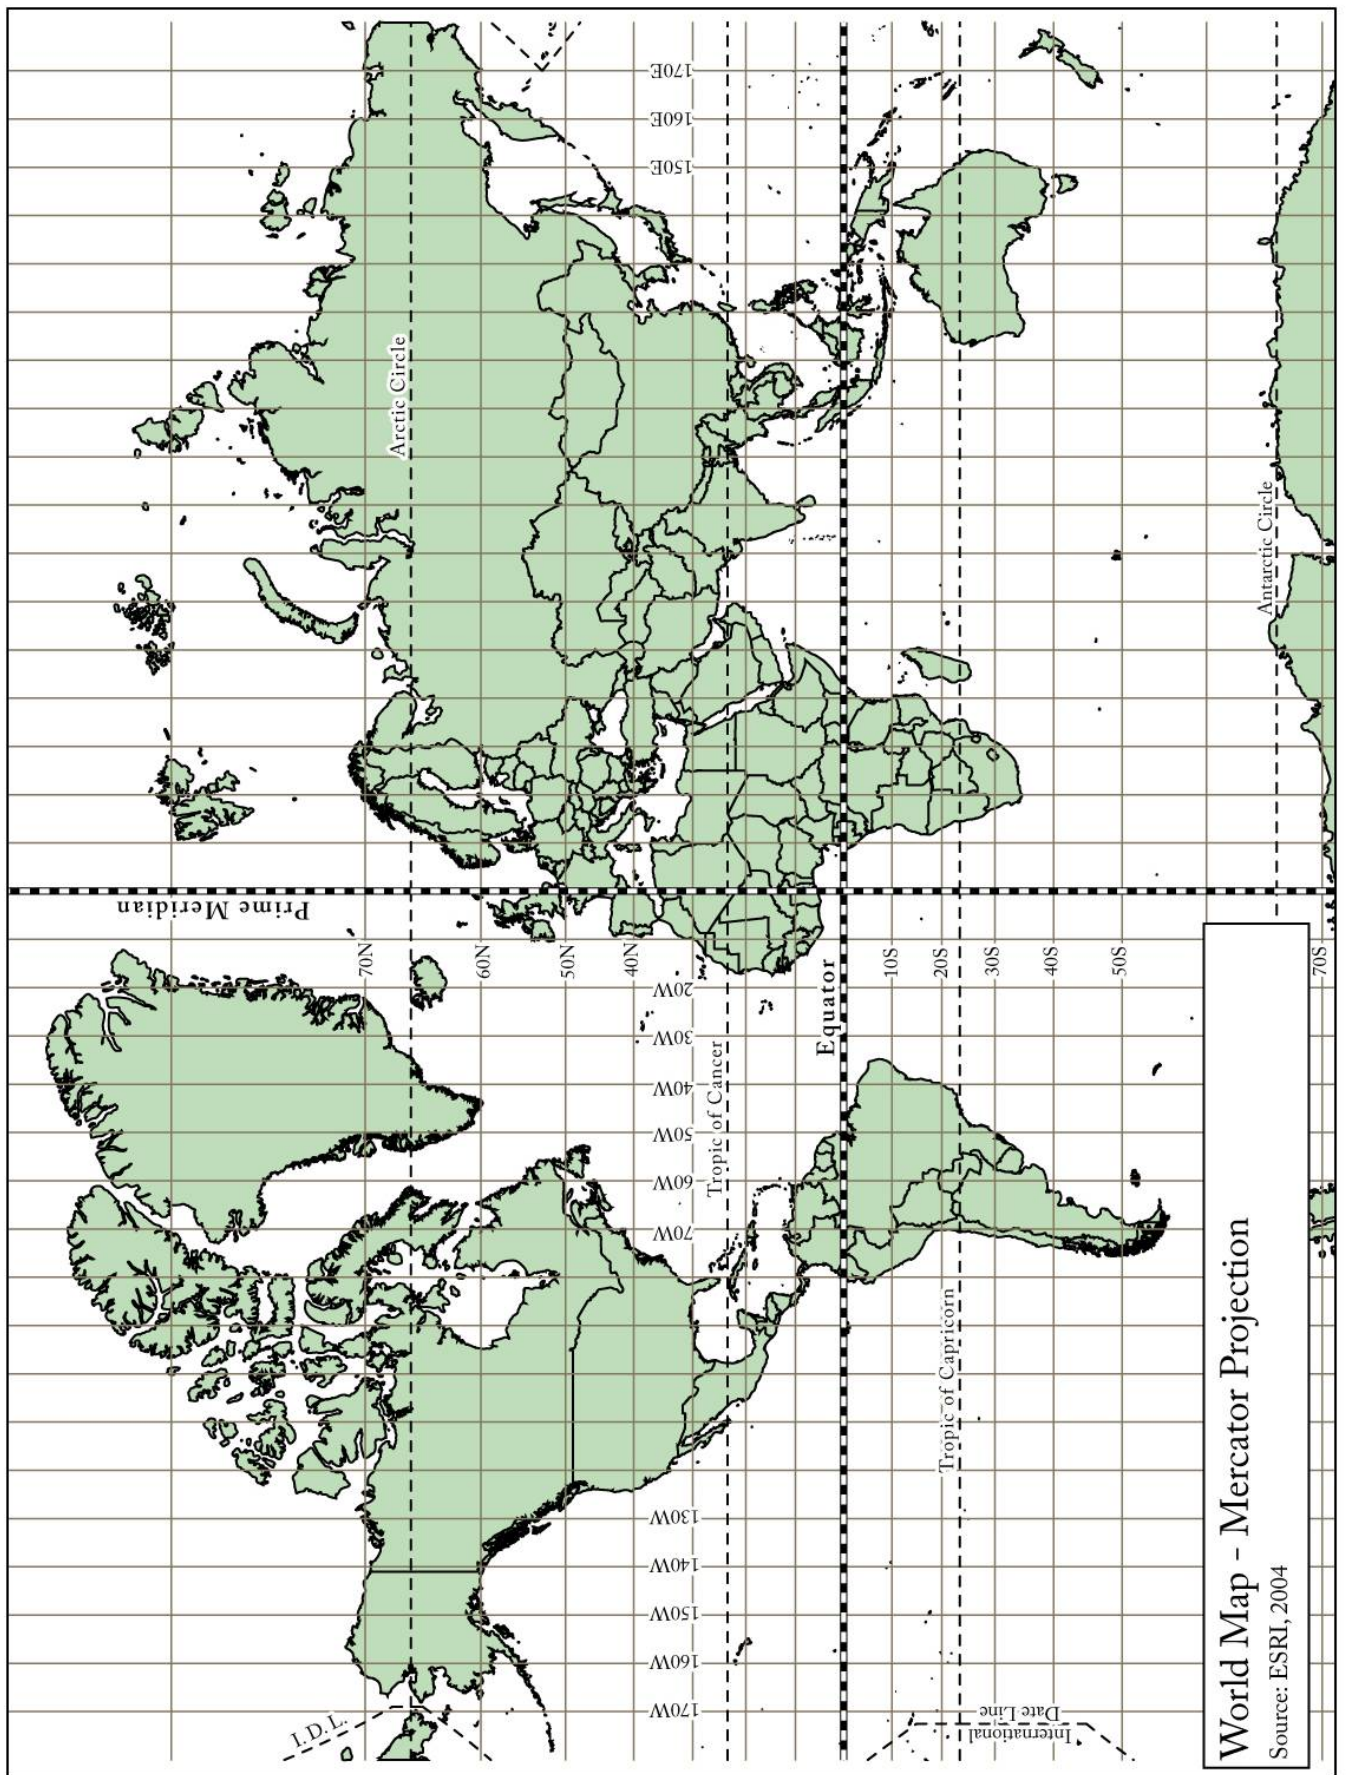 World Map - Mercator Projection
Source: ESRI, 2004
I.D.L.
Arctic Circle
Prime Meridian
Tropic of Cancer
Equator
Tropic of Capricorn
International
Date Line
Antarctic Circle
70N
60N
50N
40N
10S
20S
30S
40S
50S
70S
170W
160W
150W
140W
130W
70W
60W
50W
40W
30W
20W
150E
160E
170E